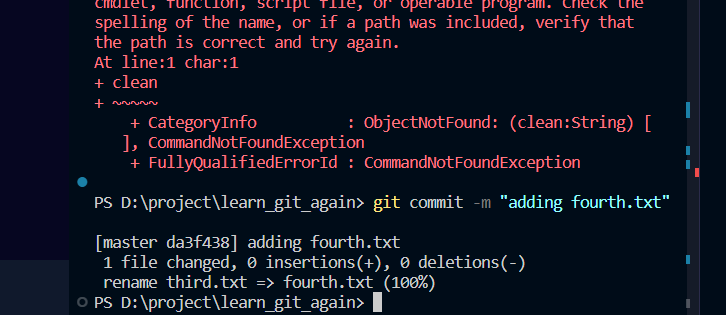 cmdlet, function, script file, or operable program. Check the
spelling of the name, or if a path was included, verify that
the path is correct and try again.
At line:1 char:1
+ clean
+ ~~~~~
    + CategoryInfo          : ObjectNotFound: (clean:String) [
   ], CommandNotFoundException
    + FullyQualifiedErrorId : CommandNotFoundException

PS D:\project\learn_git_again> git commit -m "adding fourth.txt"

[master da3f438] adding fourth.txt
 1 file changed, 0 insertions(+), 0 deletions(-)
 rename third.txt => fourth.txt (100%)
PS D:\project\learn_git_again>